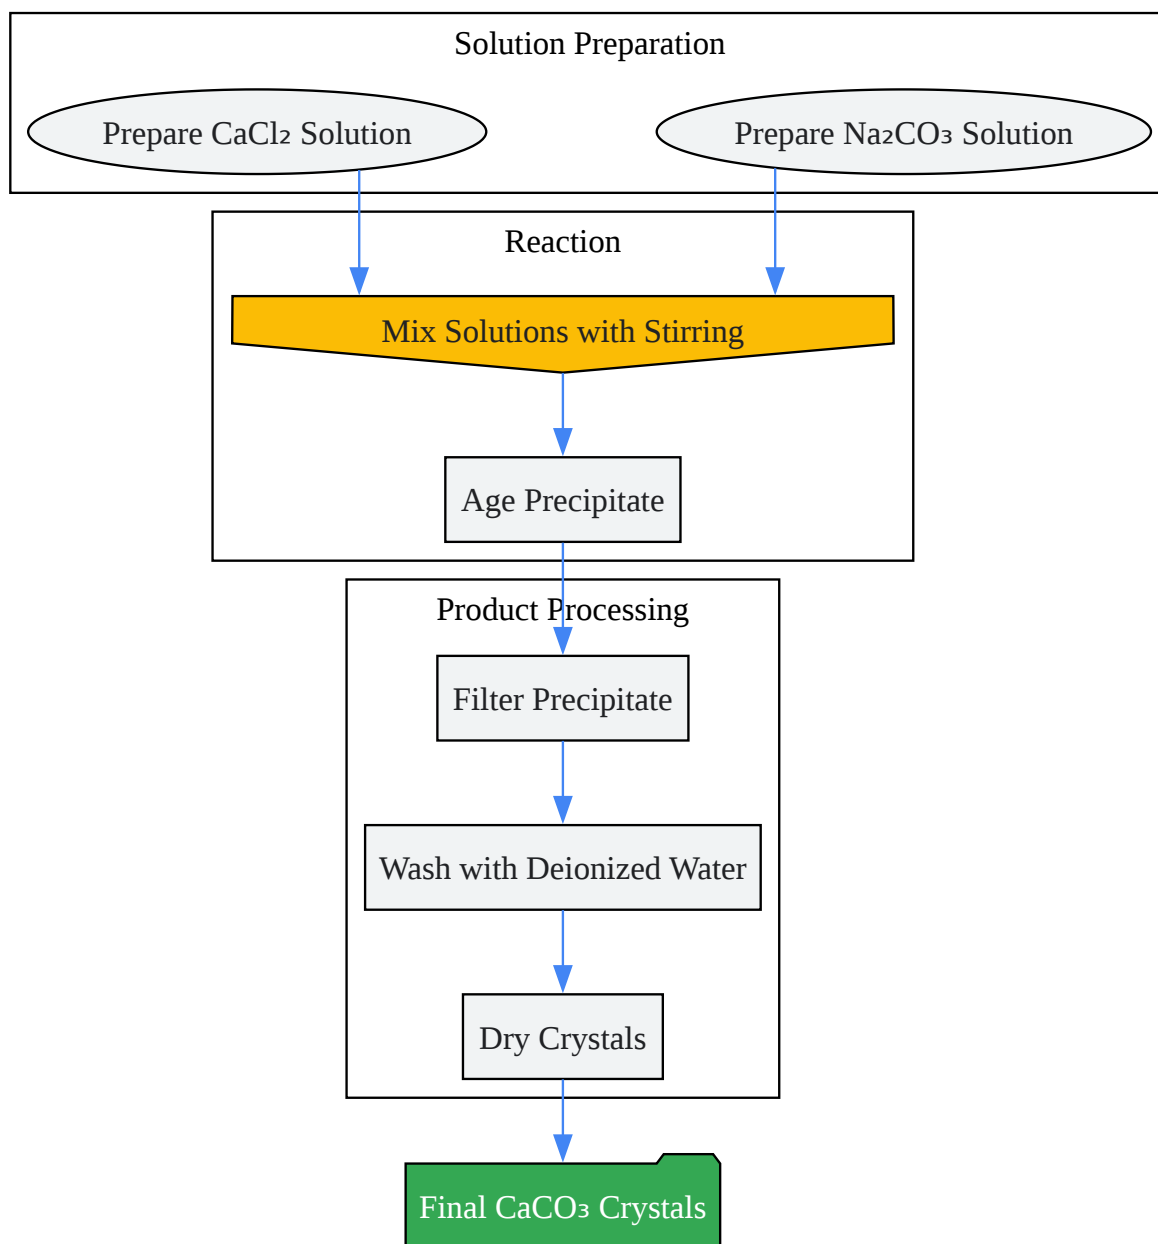 Solution Preparation
Prepare CaCl₂ Solution
Prepare Na₂CO₃ Solution
Reaction
Mix Solutions with Stirring
Age Precipitate
Product Processing
Filter Precipitate
Wash with Deionized Water
Dry Crystals
Final CaCO₃ Crystals